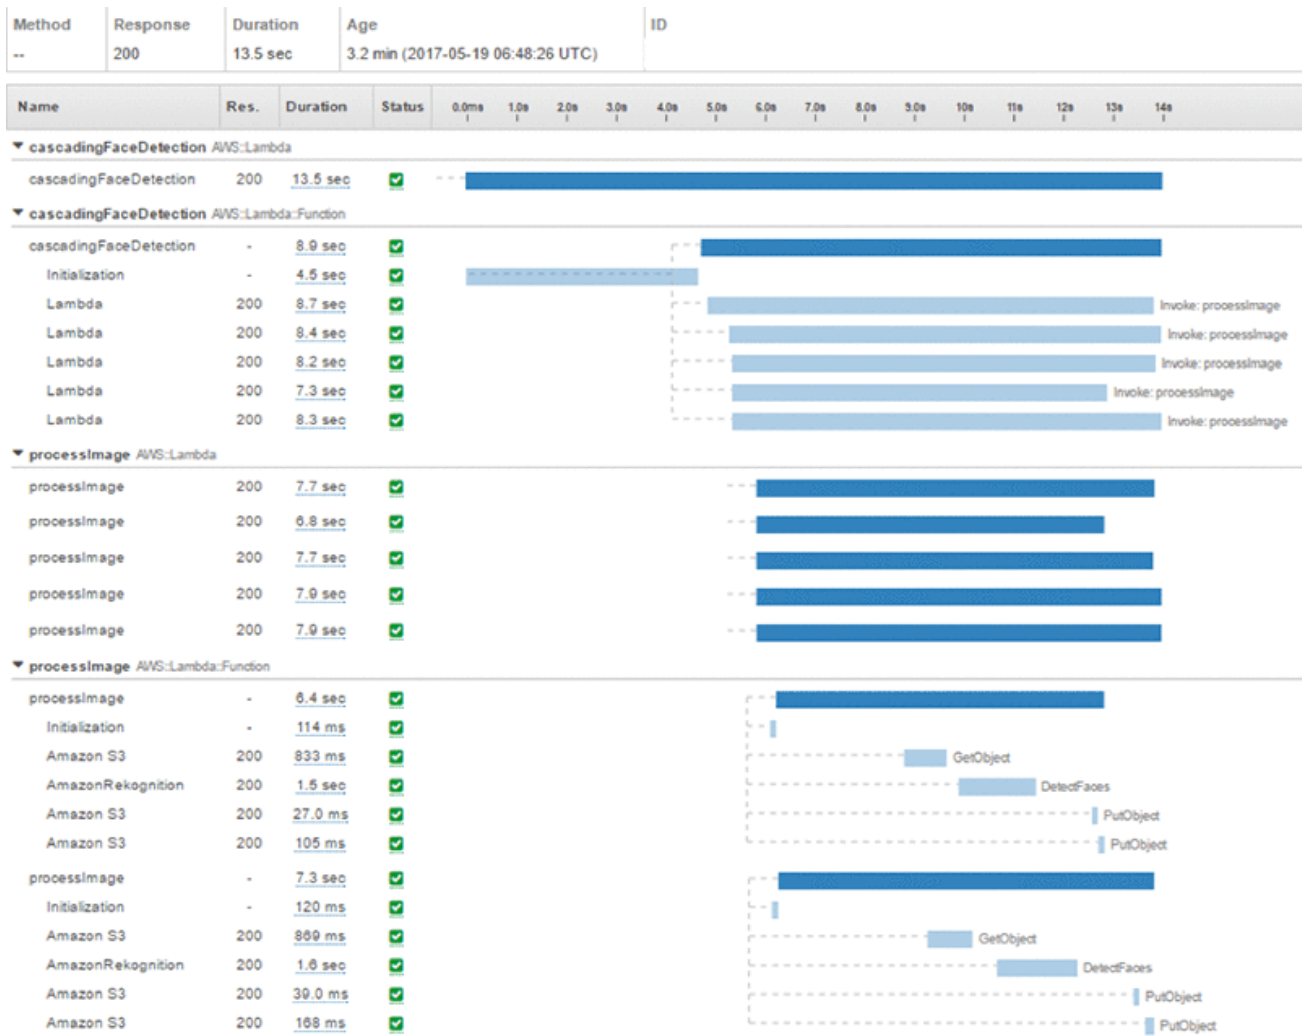 Method Response Duration Age ID
-- 200 13.5 sec 3.2 min (2017-05-19 06:48:26 UTC)
Name Res. Duration Status 0.0ms 1.0s 2.0s 3.0s 4.0s 5.0s 6.0s 7.0s 8.0s 9.0s 10s 11s 12s 13s 14s
▼ cascadingFaceDetection AWS::Lambda
cascadingFaceDetection 200 13.5 sec
▼ cascadingFaceDetection AWS::Lambda::Function
cascadingFaceDetection - 8.9 sec
Initialization - 4.5 sec
Lambda 200 8.7 sec Invoke: processImage
Lambda 200 8.4 sec Invoke: processImage
Lambda 200 8.2 sec Invoke: processImage
Lambda 200 7.3 sec Invoke: processImage
Lambda 200 8.3 sec Invoke: processImage
▼ processImage AWS::Lambda
processImage 200 7.7 sec
processImage 200 6.8 sec
processImage 200 7.7 sec
processImage 200 7.9 sec
processImage 200 7.9 sec
▼ processImage AWS::Lambda::Function
processImage - 6.4 sec
Initialization - 114 ms
Amazon S3 200 833 ms GetObject
AmazonRekognition 200 1.5 sec DetectFaces
Amazon S3 200 27.0 ms PutObject
Amazon S3 200 105 ms PutObject
processImage - 7.3 sec
Initialization - 120 ms
Amazon S3 200 869 ms GetObject
AmazonRekognition 200 1.6 sec DetectFaces
Amazon S3 200 39.0 ms PutObject
Amazon S3 200 168 ms PutObject